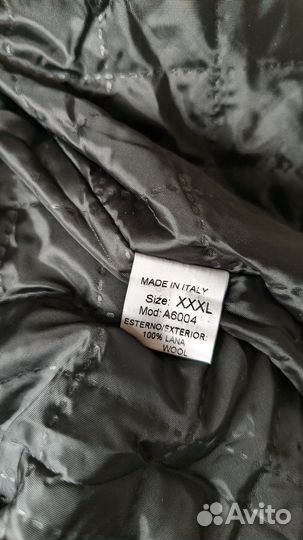 MADE IN ITALY
Size: XXXL
Mod: A6004
ESTERNO/EXTERIOR:
100% LANA
WOOL
Avito